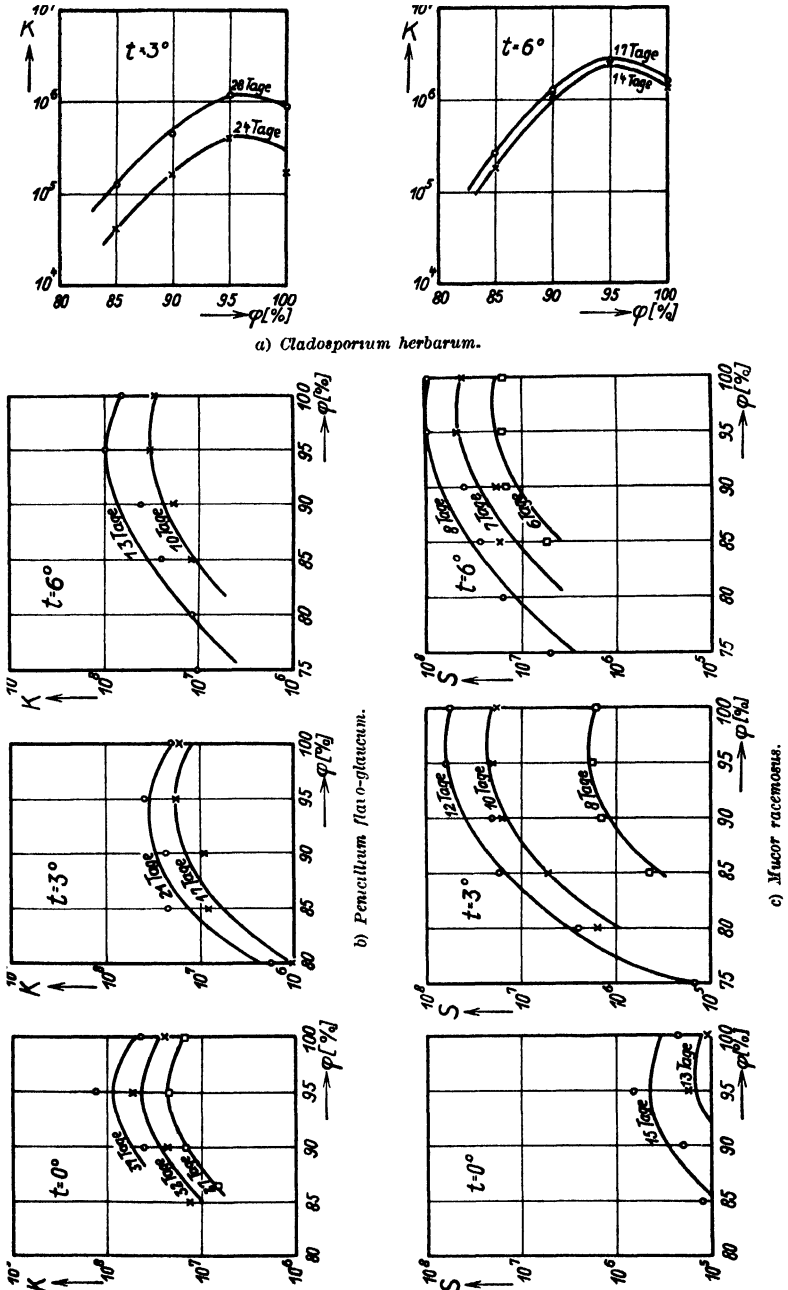 10⁷ K t=3° 28 Tage 24 Tage
10⁶
10⁵
10⁴
80 85 90 95 100
φ[%]
10⁷ K t=6° 17 Tage 14 Tage
10⁶
10⁵
10⁴
80 85 90 95 100
φ[%]
a) Cladosporium herbarum.
K 10⁸ 10⁷ 10⁶
t=6°
13 Tage
10 Tage
75 80 85 90 95 100
φ[%]
K 10⁸ 10⁷ 10⁶
t=3°
21 Tage
17 Tage
80 85 90 95 100
φ[%]
K 10⁸ 10⁷ 10⁶
t=0°
37 Tage
32 Tage
Tage
80 85 90 95 100
φ[%]
b) Penicillium flavo-glaucum.
S 10⁸ 10⁷ 10⁶ 10⁵
t=6°
8 Tage
7 Tage
6 Tage
75 80 85 90 95 100
φ[%]
S 10⁸ 10⁷ 10⁶ 10⁵
t=3°
12 Tage
10 Tage
8 Tage
75 80 85 90 95 100
φ[%]
S 10⁸ 10⁷ 10⁶ 10⁵
t=0°
15 Tage
13 Tage
80 85 90 95 100
φ[%]
c) Mucor racemosus.